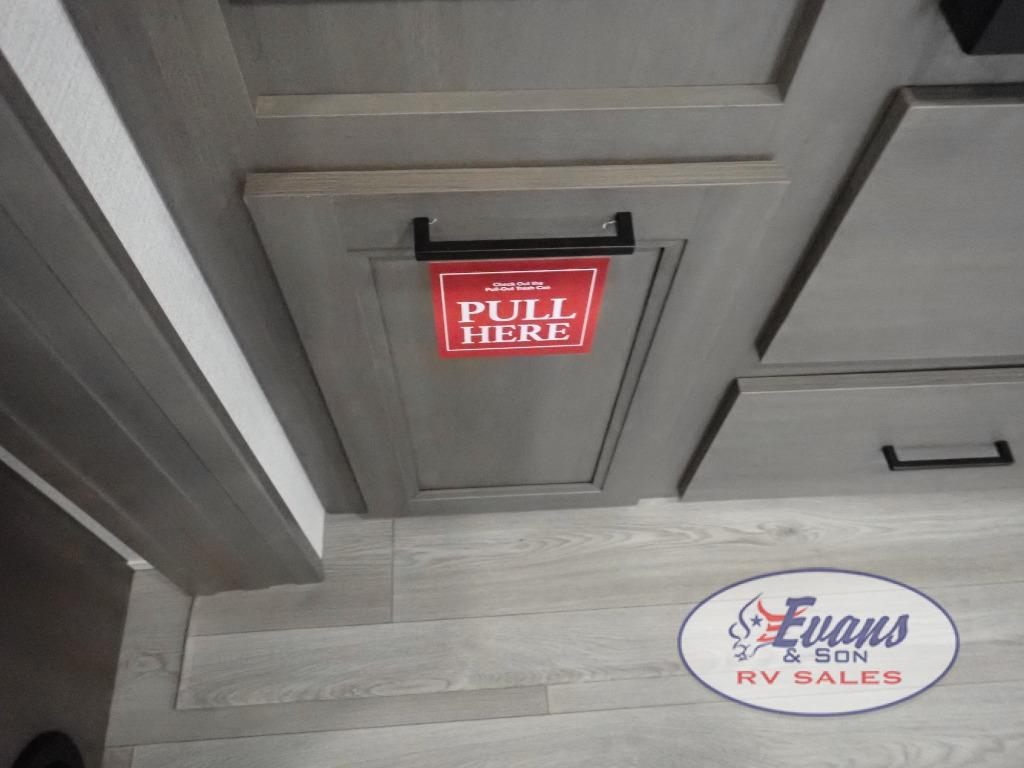 Check Out the
Pull-Out Trash Can
PULL
HERE
Evans
& SON
RV SALES